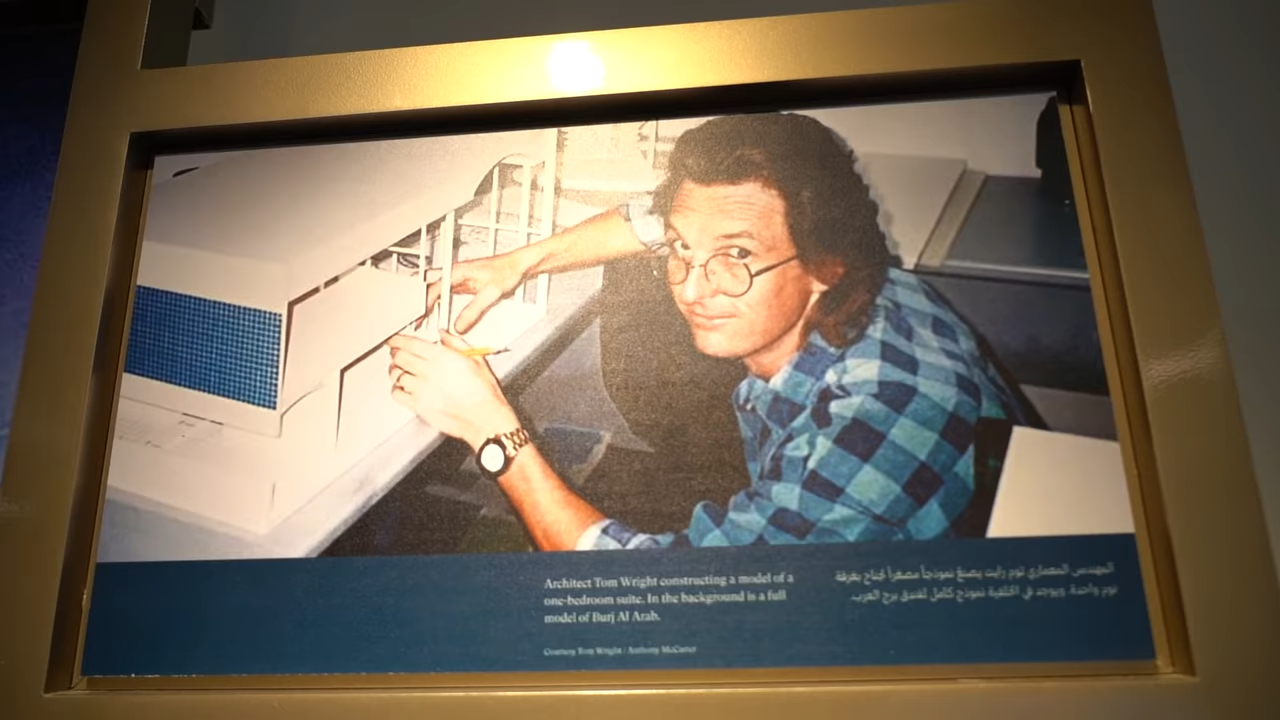 Architect Tom Wright constructing a model of a
one-bedroom suite. In the background is a full
model of Burj Al Arab.
Courtesy Tom Wright / Anthony McCarter
المهندس المعماري توم رايت يصنع نموذجاً مصغراً لجناح بغرفة
نوم واحدة. ويوجد في الخلفية نموذج كامل لفندق برج العرب.